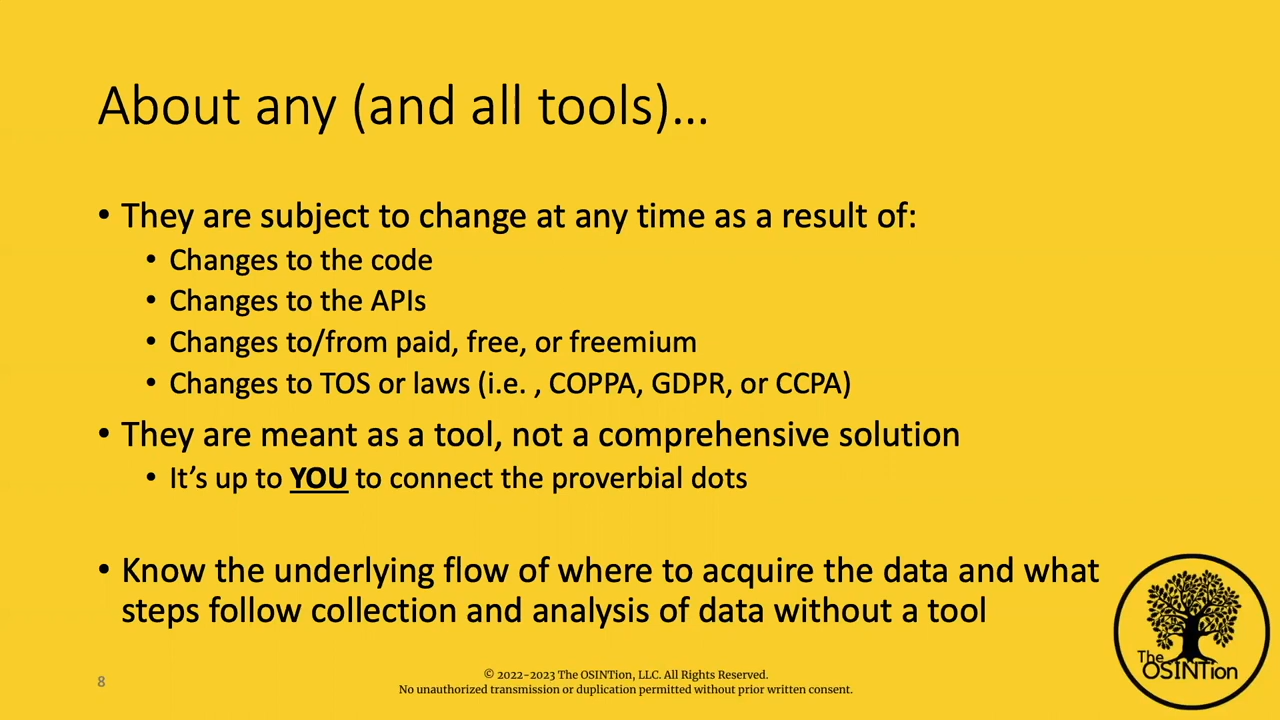 About any (and all tools)...
• They are subject to change at any time as a result of:
• Changes to the code
• Changes to the APIs
• Changes to/from paid, free, or freemium
• Changes to TOS or laws (i.e. , COPPA, GDPR, or CCPA)
• They are meant as a tool, not a comprehensive solution
• It's up to YOU to connect the proverbial dots
• Know the underlying flow of where to acquire the data and what
steps follow collection and analysis of data without a tool
The
OSINTion
8
© 2022-2023 The OSINTion, LLC. All Rights Reserved.
No unauthorized transmission or duplication permitted without prior written consent.